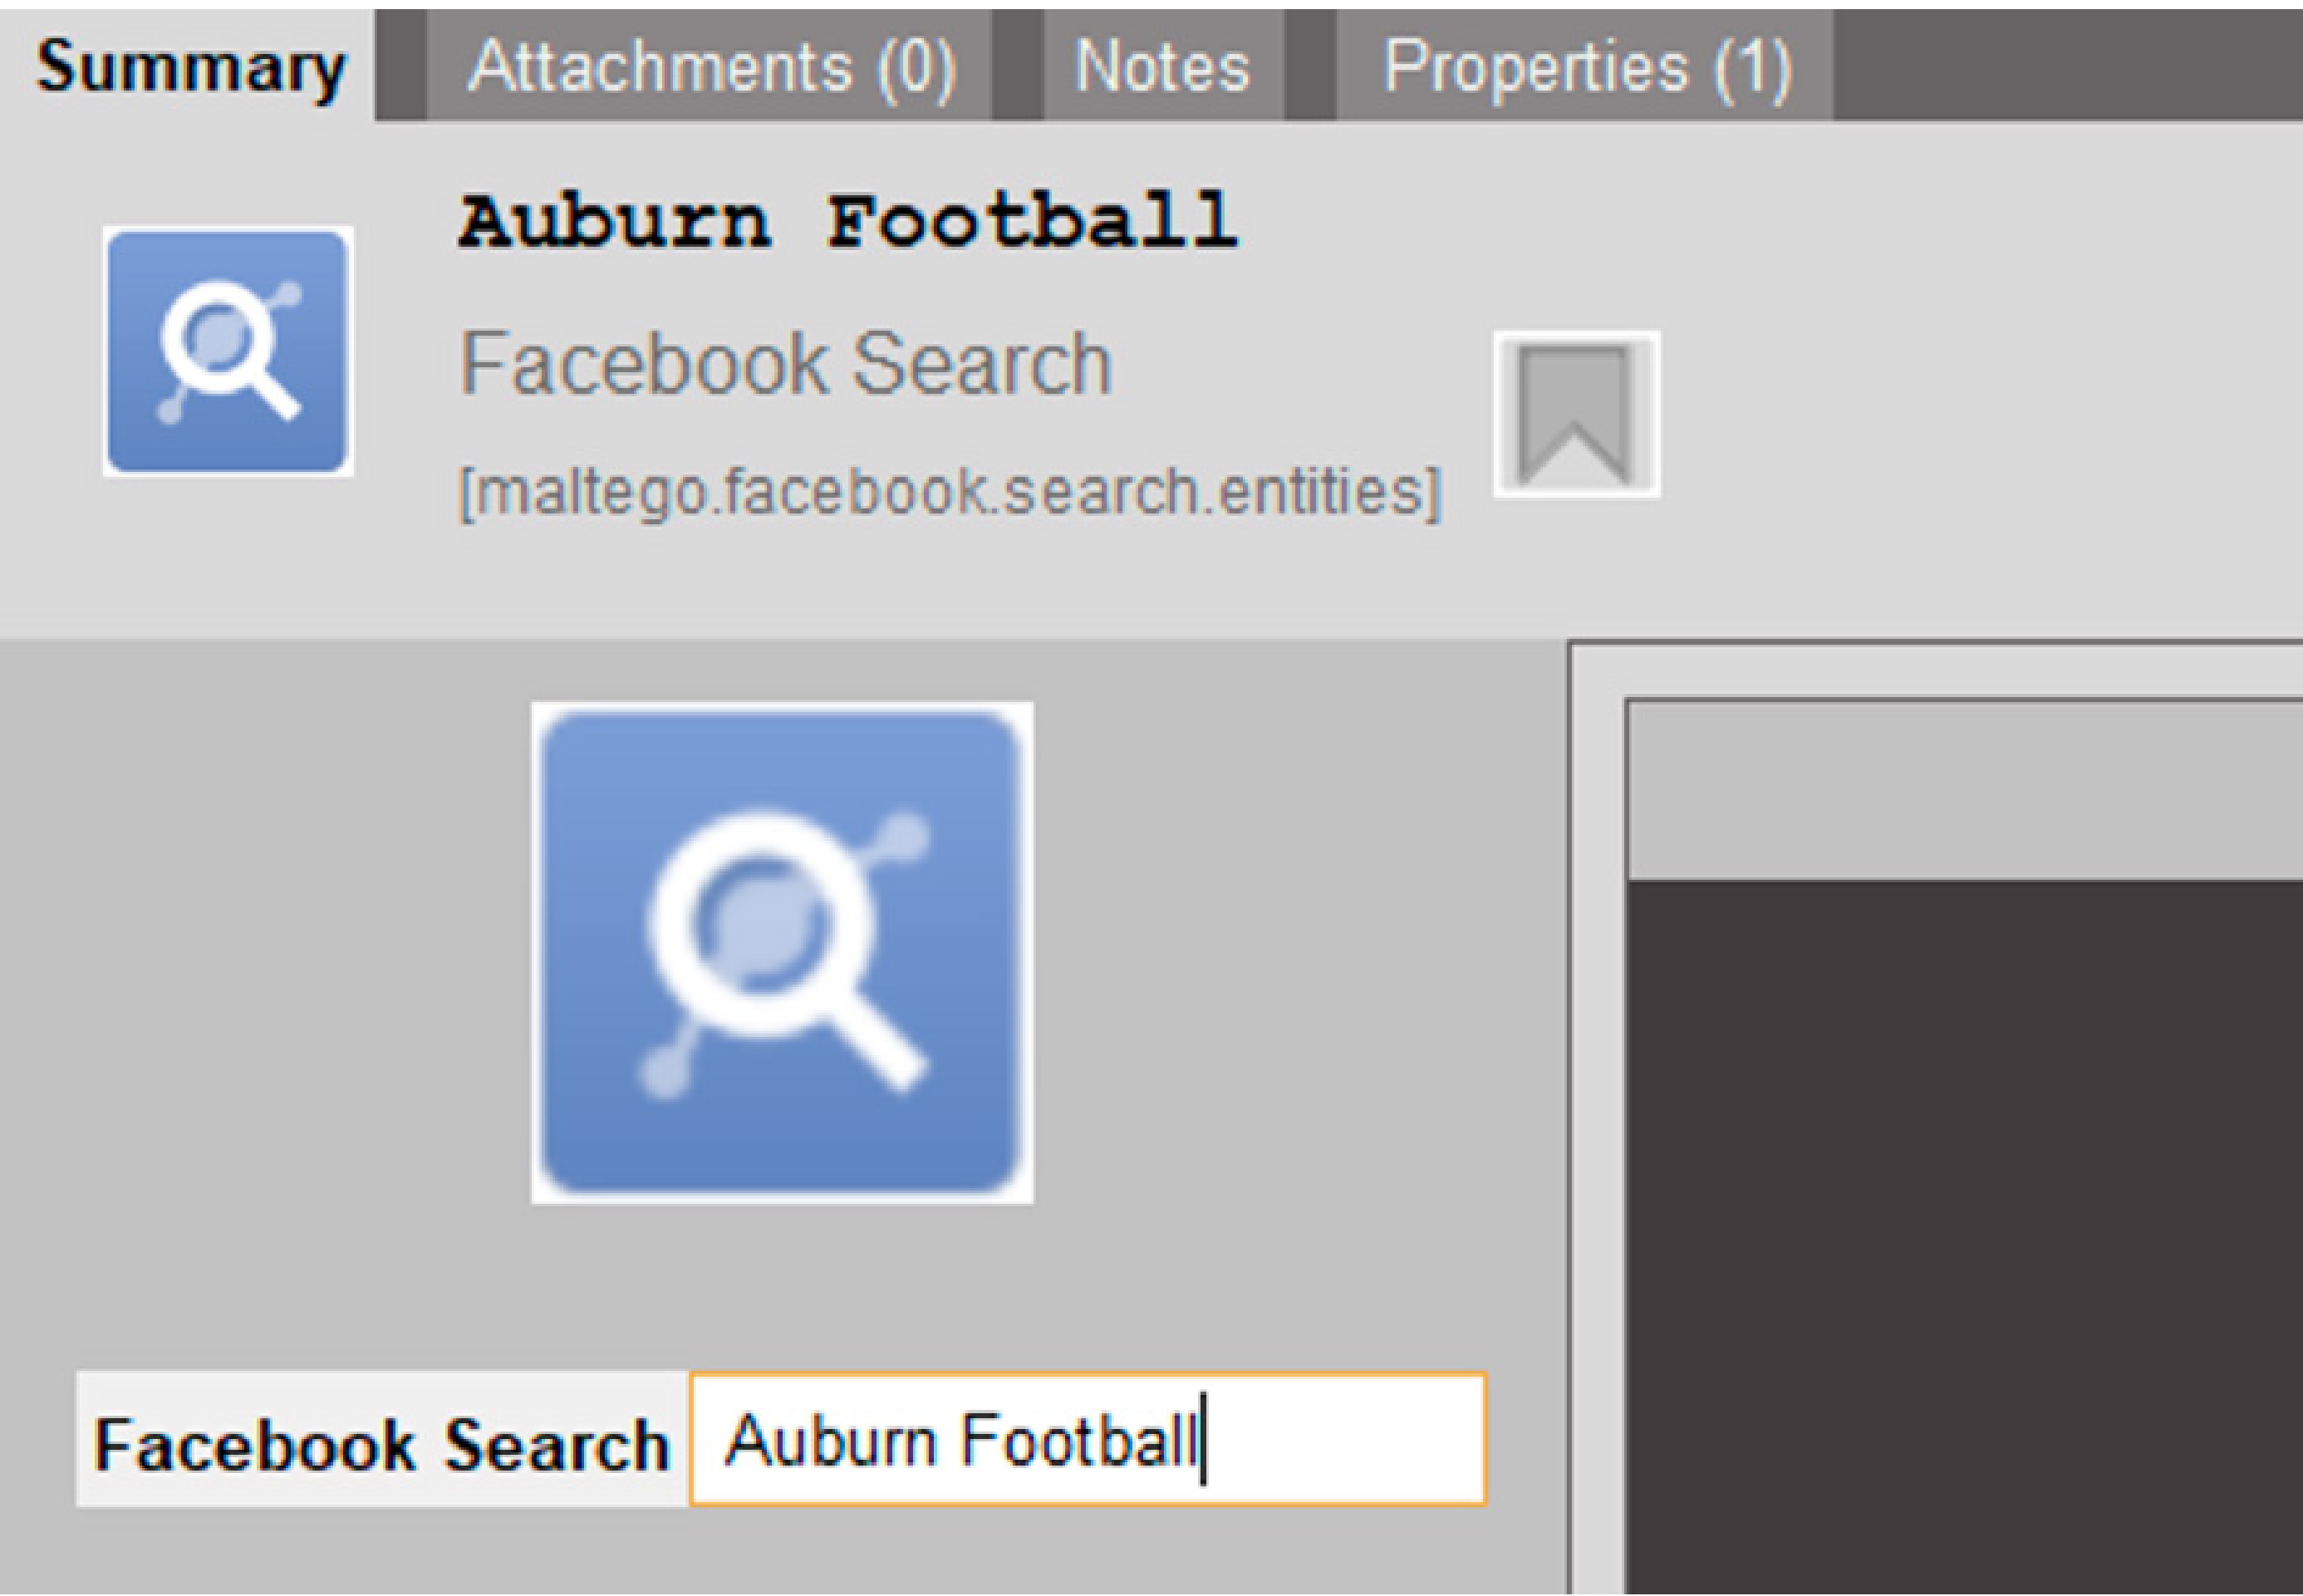 Summary Attachments (0) Notes Properties (1)
Auburn Football
Facebook Search
[maltego.facebook.search.entities]
Facebook Search Auburn Football